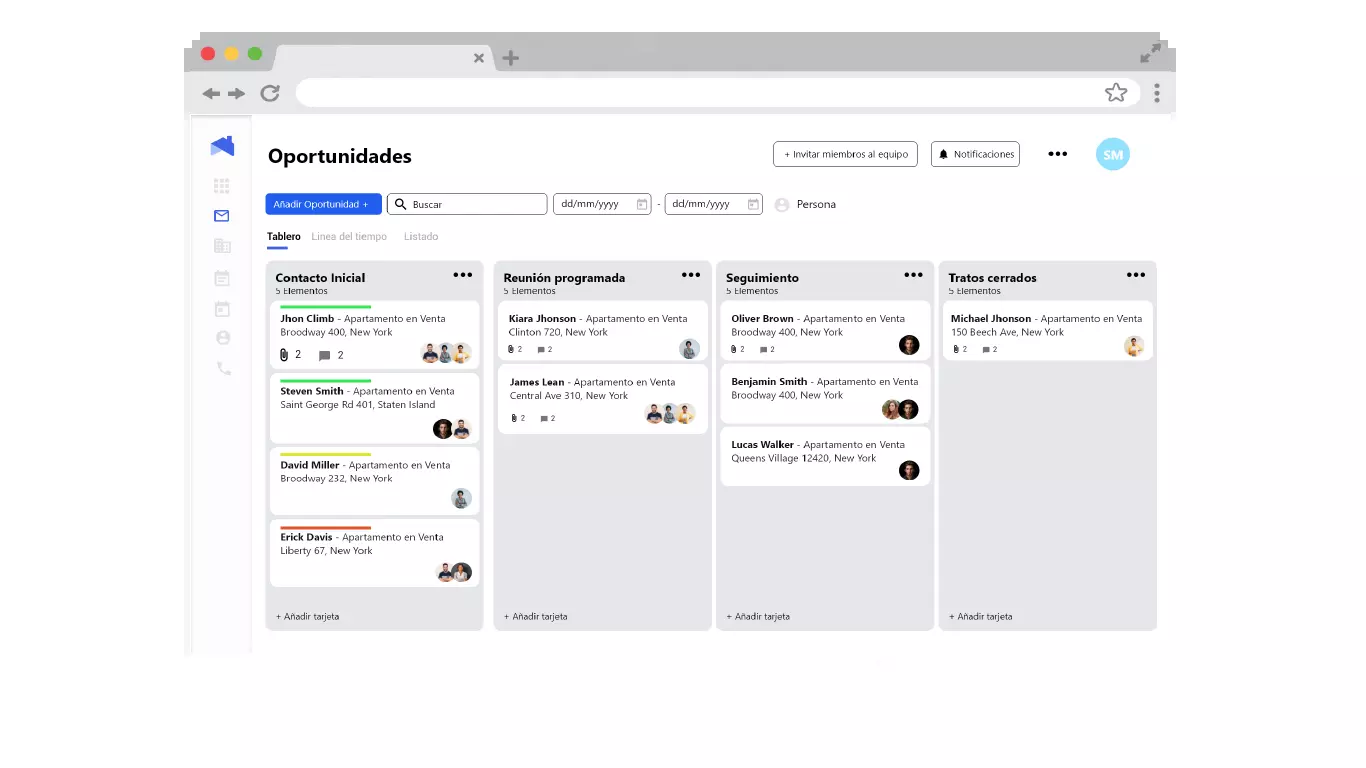 Oportunidades
+ Invitar miembros al equipo
Notificaciones
SM
Añadir Oportunidad +
Buscar
dd/mm/yyyy
-
dd/mm/yyyy
Persona
Tablero
Linea del tiempo
Listado
Contacto Inicial
5 Elementos
Jhon Climb - Apartamento en Venta
Broodway 400, New York
2
2
Steven Smith - Apartamento en Venta
Saint George Rd 401, Staten Island
David Miller - Apartamento en Venta
Broodway 232, New York
Erick Davis - Apartamento en Venta
Liberty 67, New York
+ Añadir tarjeta
Reunión programada
5 Elementos
Kiara Jhonson - Apartamento en Venta
Clinton 720, New York
2
2
James Lean - Apartamento en Venta
Central Ave 310, New York
2
2
+ Añadir tarjeta
Seguimiento
5 Elementos
Oliver Brown - Apartamento en Venta
Broodway 400, New York
2
2
Benjamin Smith - Apartamento en Venta
Broodway 400, New York
Lucas Walker - Apartamento en Venta
Queens Village 12420, New York
+ Añadir tarjeta
Tratos cerrados
5 Elementos
Michael Jhonson - Apartamento en Venta
150 Beech Ave, New York
2
2
+ Añadir tarjeta